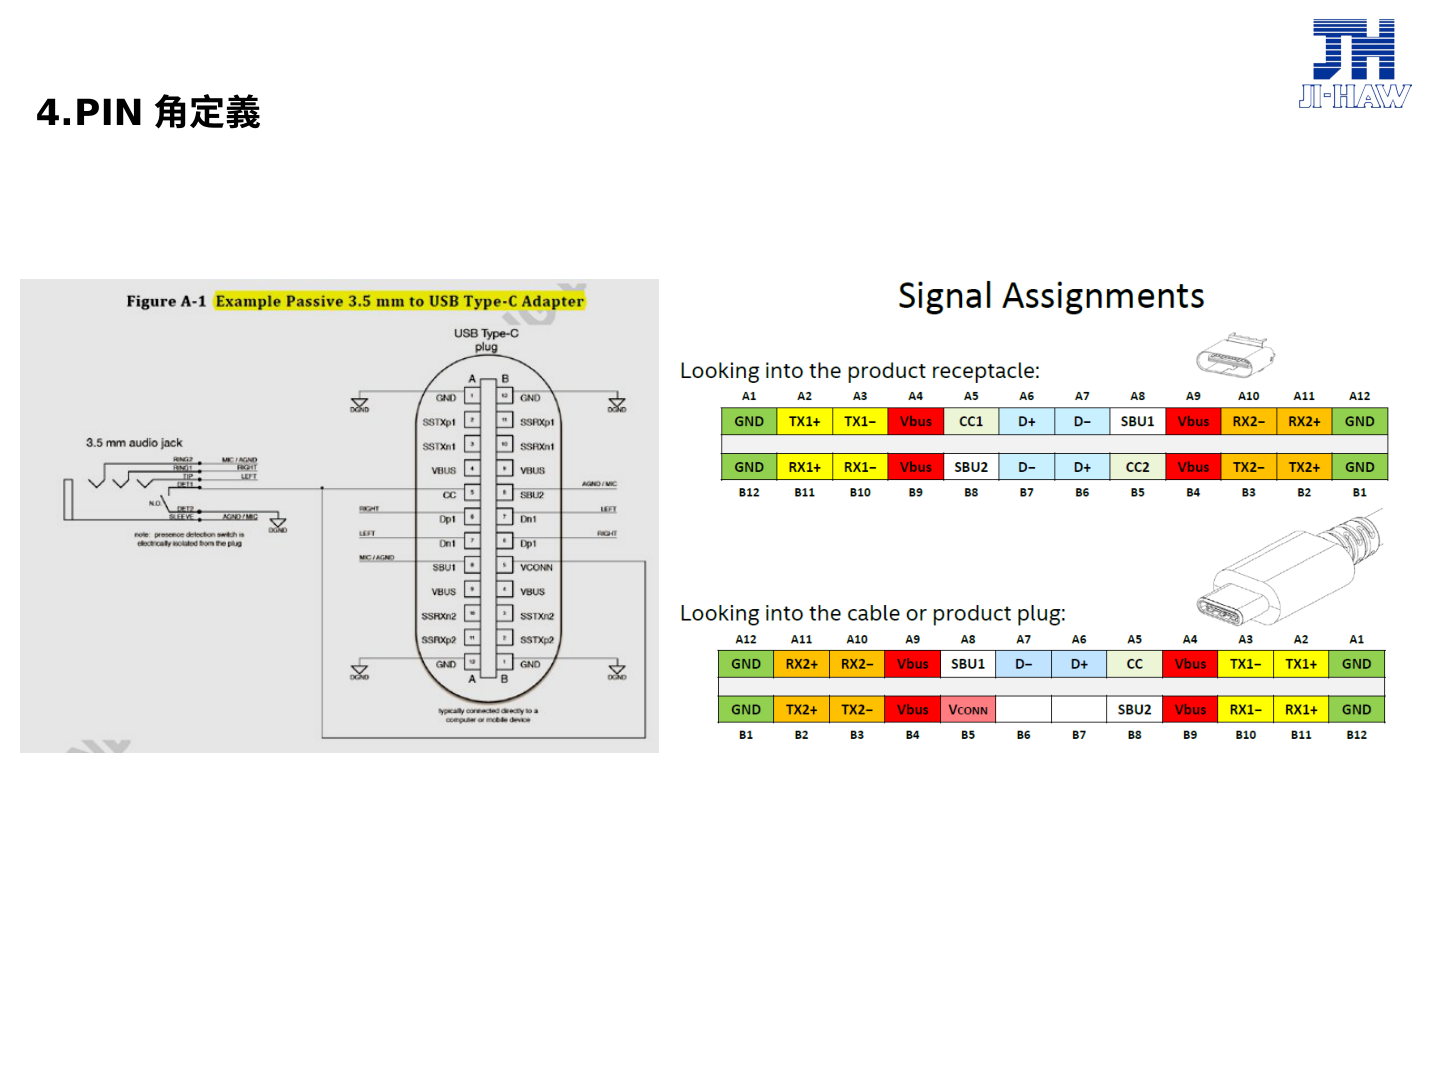 JI-HAW
4.PIN 角定義
Figure A-1 Example Passive 3.5 mm to USB Type-C Adapter
USB Type-C
plug
A B
GND 1 12 GND
DGND DGND
SSTXp1 2 11 SSRXp1
SSTXn1 3 10 SSRXn1
VBUS 4 9 VBUS
CC 5 8 SBU2 AGND/MIC
RIGHT Dp1 6 7 Dn1 LEFT
LEFT Dn1 7 6 Dp1 RIGHT
MIC/AGND SBU1 8 5 VCONN
VBUS 9 4 VBUS
SSRXn2 10 3 SSTXn2
SSRXp2 11 2 SSTXp2
GND 12 1 GND
DGND DGND
A B
typically connected directly to a
computer or mobile device
3.5 mm audio jack
RING2 MIC/AGND
RING1 RIGHT
TIP LEFT
DET1
N.O.
DET2
SLEEVE AGND/MIC
DGND
note: presence detection switch is
electrically isolated from the plug
Signal Assignments
Looking into the product receptacle:
A1 A2 A3 A4 A5 A6 A7 A8 A9 A10 A11 A12
GND TX1+ TX1− Vbus CC1 D+ D− SBU1 Vbus RX2− RX2+ GND
GND RX1+ RX1− Vbus SBU2 D− D+ CC2 Vbus TX2− TX2+ GND
B12 B11 B10 B9 B8 B7 B6 B5 B4 B3 B2 B1
Looking into the cable or product plug:
A12 A11 A10 A9 A8 A7 A6 A5 A4 A3 A2 A1
GND RX2+ RX2− Vbus SBU1 D− D+ CC Vbus TX1− TX1+ GND
GND TX2+ TX2− Vbus VCONN SBU2 Vbus RX1− RX1+ GND
B1 B2 B3 B4 B5 B6 B7 B8 B9 B10 B11 B12